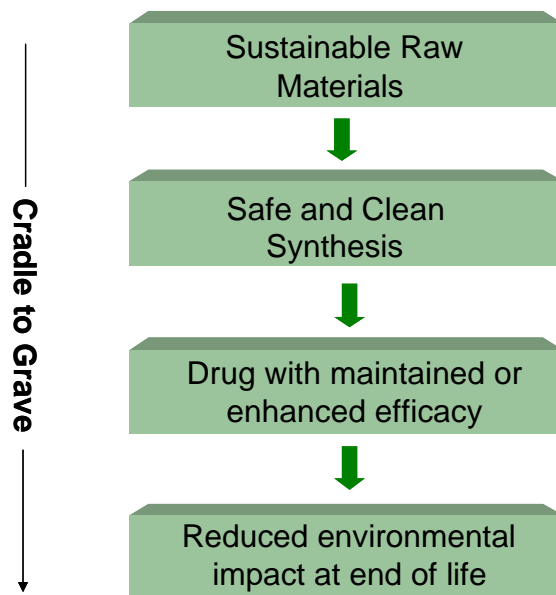 Sustainable Raw
Materials
Safe and Clean
Synthesis
Drug with maintained or
enhanced efficacy
Reduced environmental
impact at end of life
Cradle to Grave